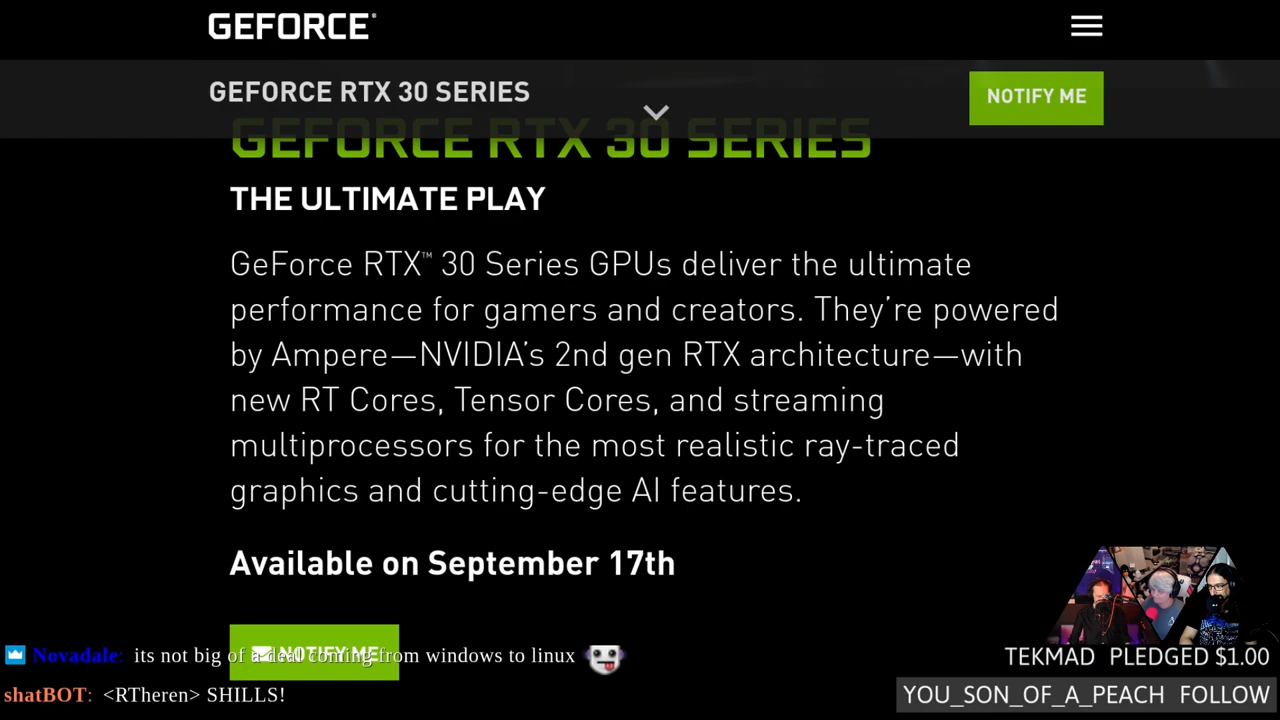 GEFORCE®
GEFORCE RTX 30 SERIES
NOTIFY ME
GEFORCE RTX 30 SERIES
THE ULTIMATE PLAY
GeForce RTX™ 30 Series GPUs deliver the ultimate
performance for gamers and creators. They’re powered
by Ampere—NVIDIA’s 2nd gen RTX architecture—with
new RT Cores, Tensor Cores, and streaming
multiprocessors for the most realistic ray-traced
graphics and cutting-edge AI features.
Available on September 17th
NOTIFY ME
Novadale: its not big of a deal coming from windows to linux
TEKMAD PLEDGED $1.00
shatBOT: <RTheren> SHILLS!
YOU_SON_OF_A_PEACH FOLLOW